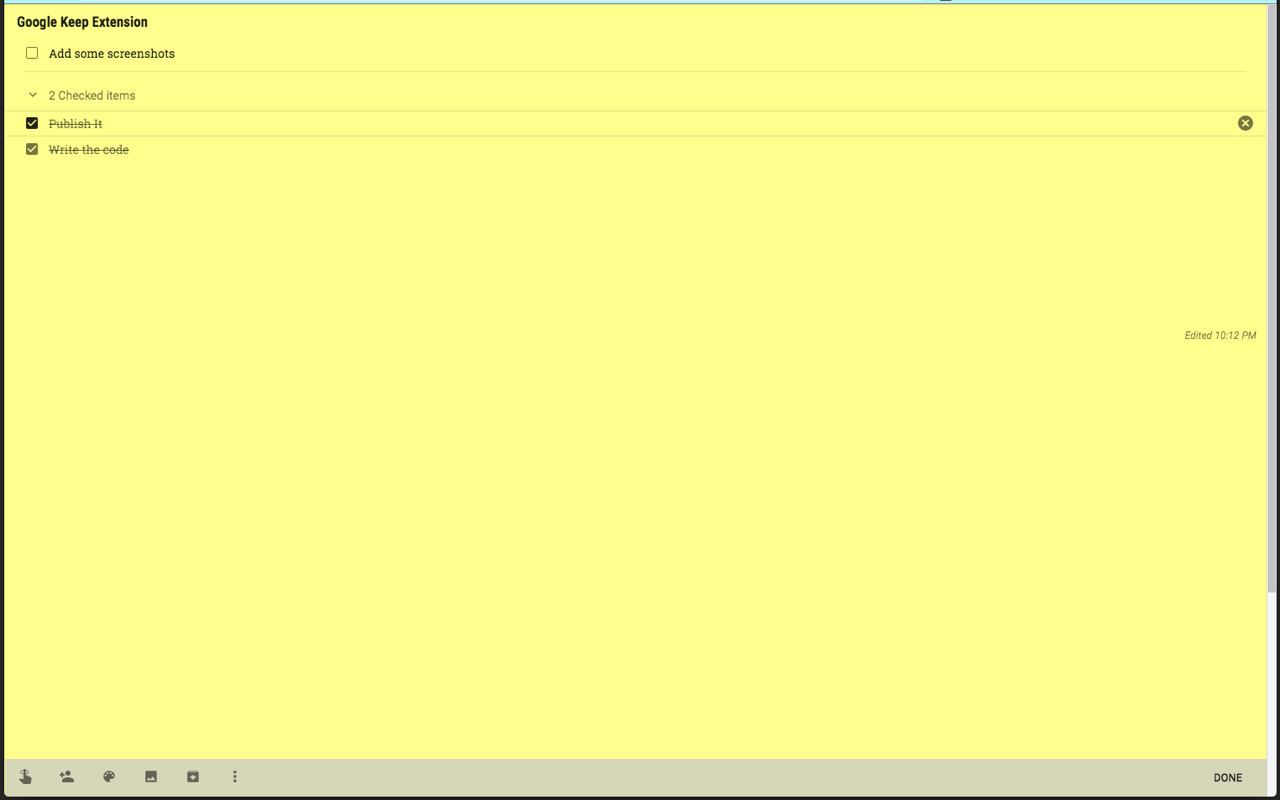 Google Keep Extension
Add some screenshots
2 Checked items
Publish It
Write the code
Edited 10:12 PM
DONE